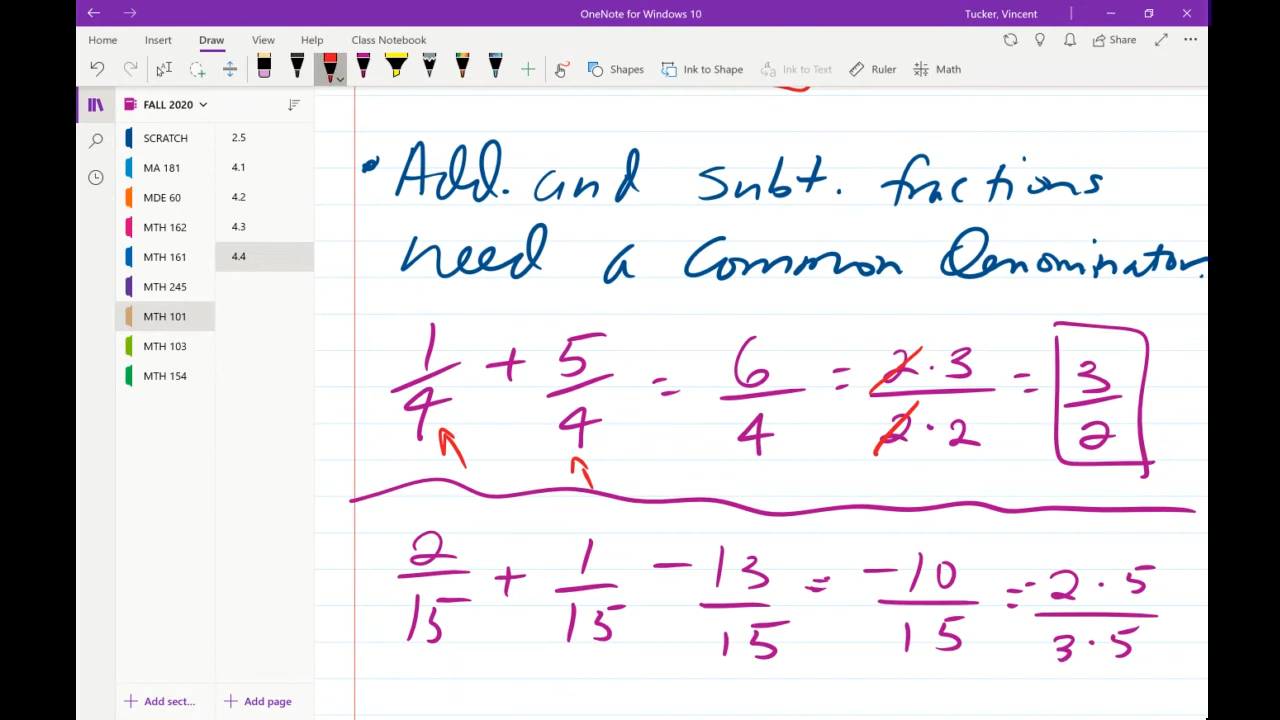 OneNote for Windows 10
Tucker, Vincent
Home Insert Draw View Help Class Notebook
Share
Shapes Ink to Shape Ink to Text Ruler Math
FALL 2020
SCRATCH
MA 181
MDE 60
MTH 162
MTH 161
MTH 245
MTH 101
MTH 103
MTH 154
2.5
4.1
4.2
4.3
4.4
Add sect...
Add page
• Add. and subt. fractions
need a Common Denominator.
1/4 + 5/4 = 6/4 = 2·3/2·2 = 3/2
2/15 + 1/15 - 13/15 = -10/15 = -2·5/3·5